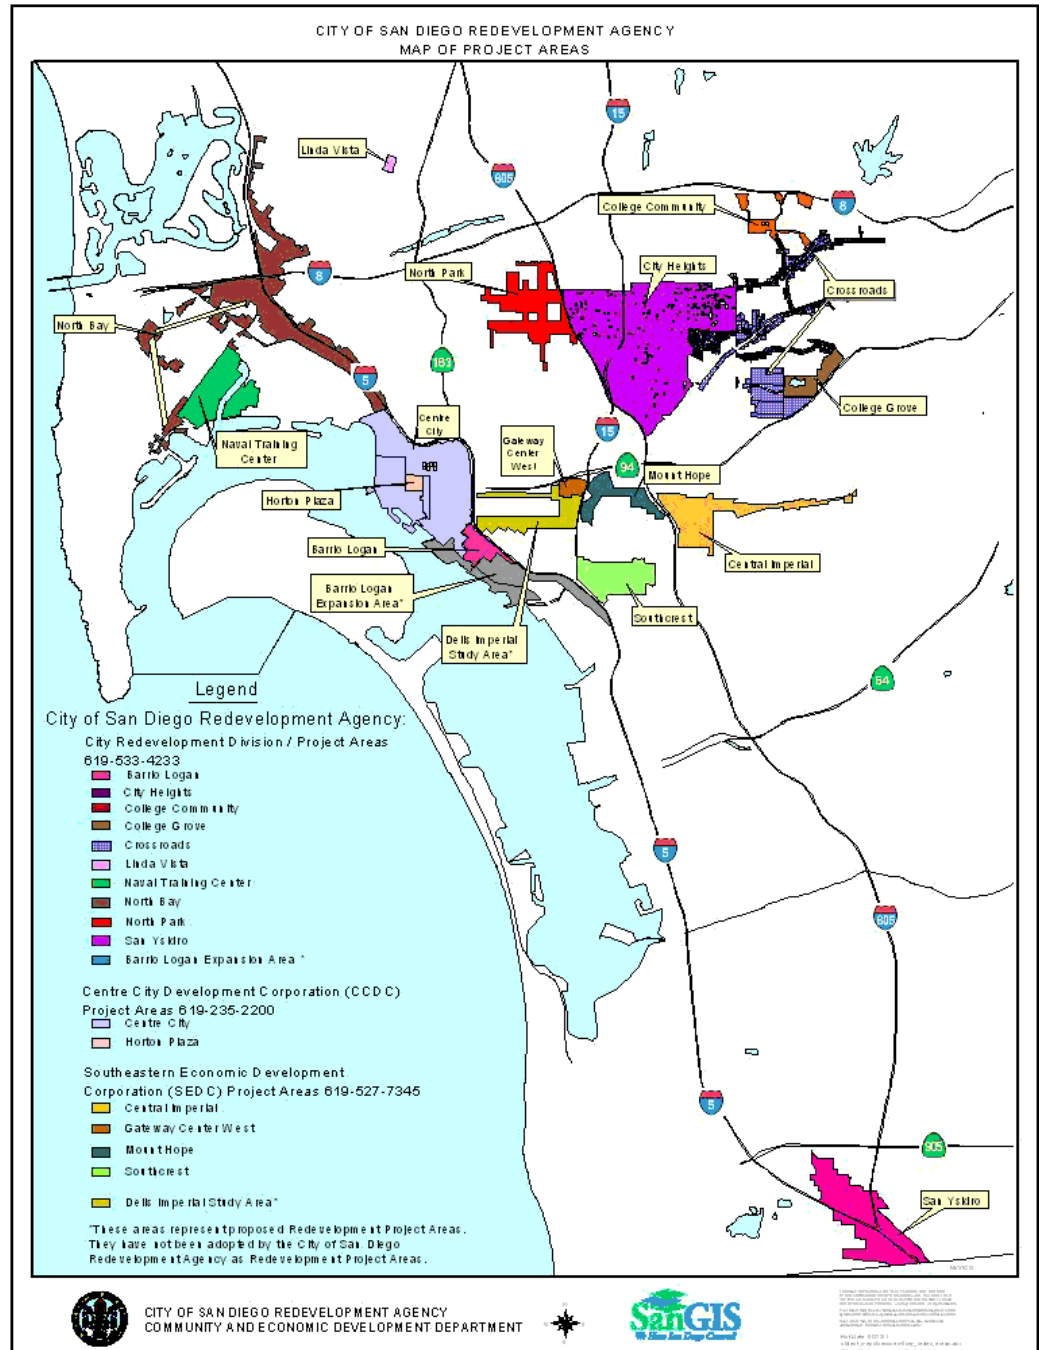 CITY OF SAN DIEGO REDEVELOPMENT AGENCY
MAP OF PROJECT AREAS
15
Linda Vista
805
College Community
8
North Park
City Heights
8
Crossroads
North Bay
163
5
Centre
City
College Grove
Gateway
Center
West
15
Naval Training
Center
94
Mount Hope
Horton Plaza
Barrio Logan
Central Imperial
Barrio Logan
Expansion Area*
Southcrest
Dells Imperial
Study Area*
54
Legend
City of San Diego Redevelopment Agency:
City Redevelopment Division / Project Areas
619-533-4233
Barrio Logan
City Heights
College Community
College Grove
Crossroads
Linda Vista
Naval Training Center
North Bay
North Park
San Ysidro
Barrio Logan Expansion Area *
5
805
Centre City Development Corporation (CCDC)
Project Areas 619-235-2200
Centre City
Horton Plaza
Southeastern Economic Development
Corporation (SEDC) Project Areas 619-527-7345
Central Imperial
Gateway Center West
Mount Hope
Southcrest
Dells Imperial Study Area*
5
905
San Ysidro
*These areas represent proposed Redevelopment Project Areas.
They have not been adopted by the City of San Diego
Redevelopment Agency as Redevelopment Project Areas.
MEXICO
CITY OF SAN DIEGO REDEVELOPMENT AGENCY
COMMUNITY AND ECONOMIC DEVELOPMENT DEPARTMENT
SanGIS
We Have San Diego Covered!